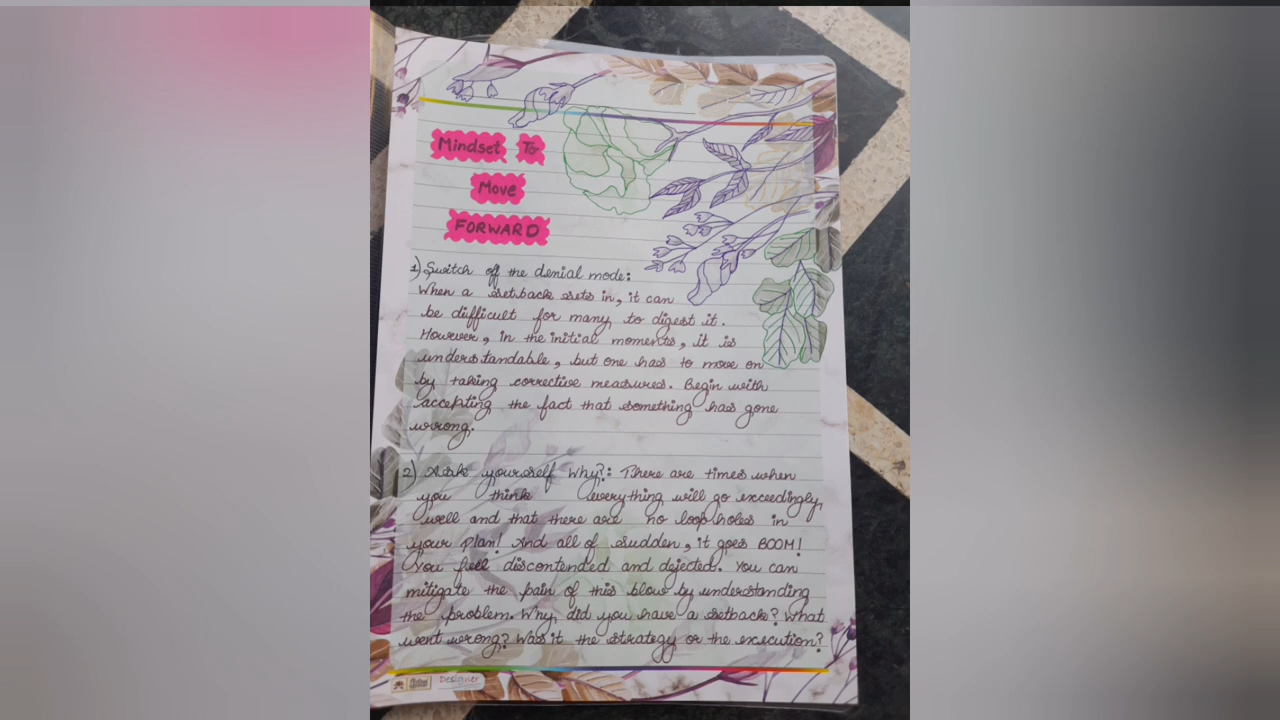 Mindset To
Move
FORWARD
1) Switch off the denial mode:
When a setback sets in, it can
be difficult for many to digest it.
However, in the initial moments, it is
understandable, but one has to move on
by taking corrective measures. Begin with
accepting the fact that something has gone
wrong.
2) Ask yourself Why?: There are times when
you think everything will go exceedingly
well and that there are no loopholes in
your plan! And all of sudden, it goes BOOM!
You feel discontended and dejected. You can
mitigate the pain of this blow by understanding
the problem. Why did you have a setback? What
went wrong? Was it the strategy or the execution?
Designer